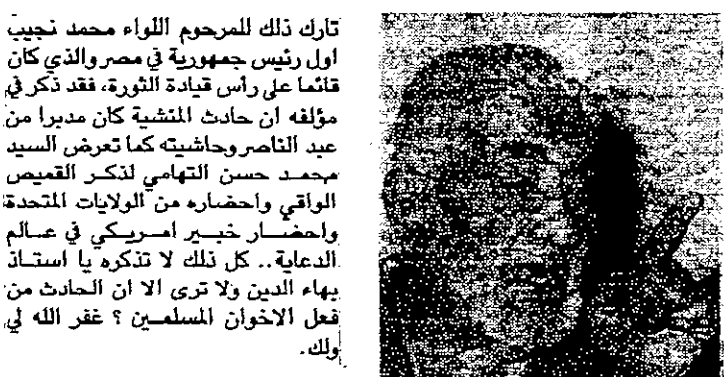 تارك ذلك للمرحوم اللواء محمد نجيب
اول رئيس جمهورية في مصر والذي كان
قائما على رأس قيادة الثورة، فقد ذكر في
مؤلفه ان حادث المنشية كان مدبرا من
عبد الناصر وحاشيته كما تعرض السيد
محمد حسن التهامي لذكر القميص
الواقي واحضاره من الولايات المتحدة
واحضار خبير امريكي في عالم
الدعاية.. كل ذلك لا تذكره يا استاذ
بهاء الدين ولا ترى الا ان الحادث من
فعل الاخوان المسلمين ؟ غفر الله لي
ولك.